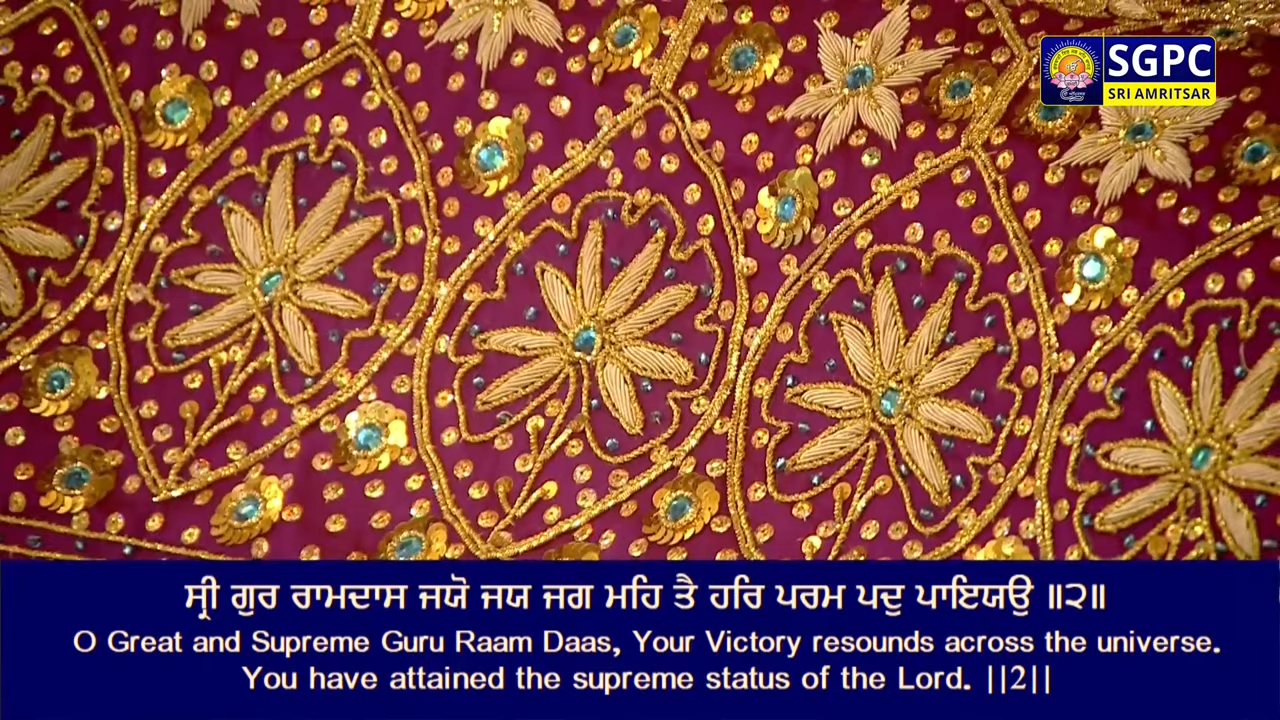 SGPC
SRI AMRITSAR
ਸ੍ਰੀ ਗੁਰ ਰਾਮਦਾਸ ਜਯੋ ਜਯ ਜਗ ਮਹਿ ਤੈ ਹਰਿ ਪਰਮ ਪਦੁ ਪਾਇਯਉ ॥੨॥
O Great and Supreme Guru Raam Daas, Your Victory resounds across the universe.
You have attained the supreme status of the Lord. ||2||